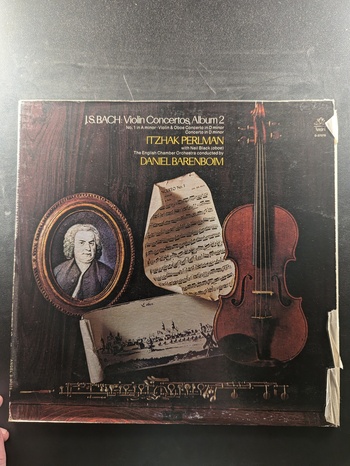 J.S. BACH: Violin Concertos, Album 2
No. 1 in A minor · Violin & Oboe Concerto in D minor
Concerto in G minor
ITZHAK PERLMAN
with Neil Black (oboe)
The English Chamber Orchestra conducted by
DANIEL BARENBOIM